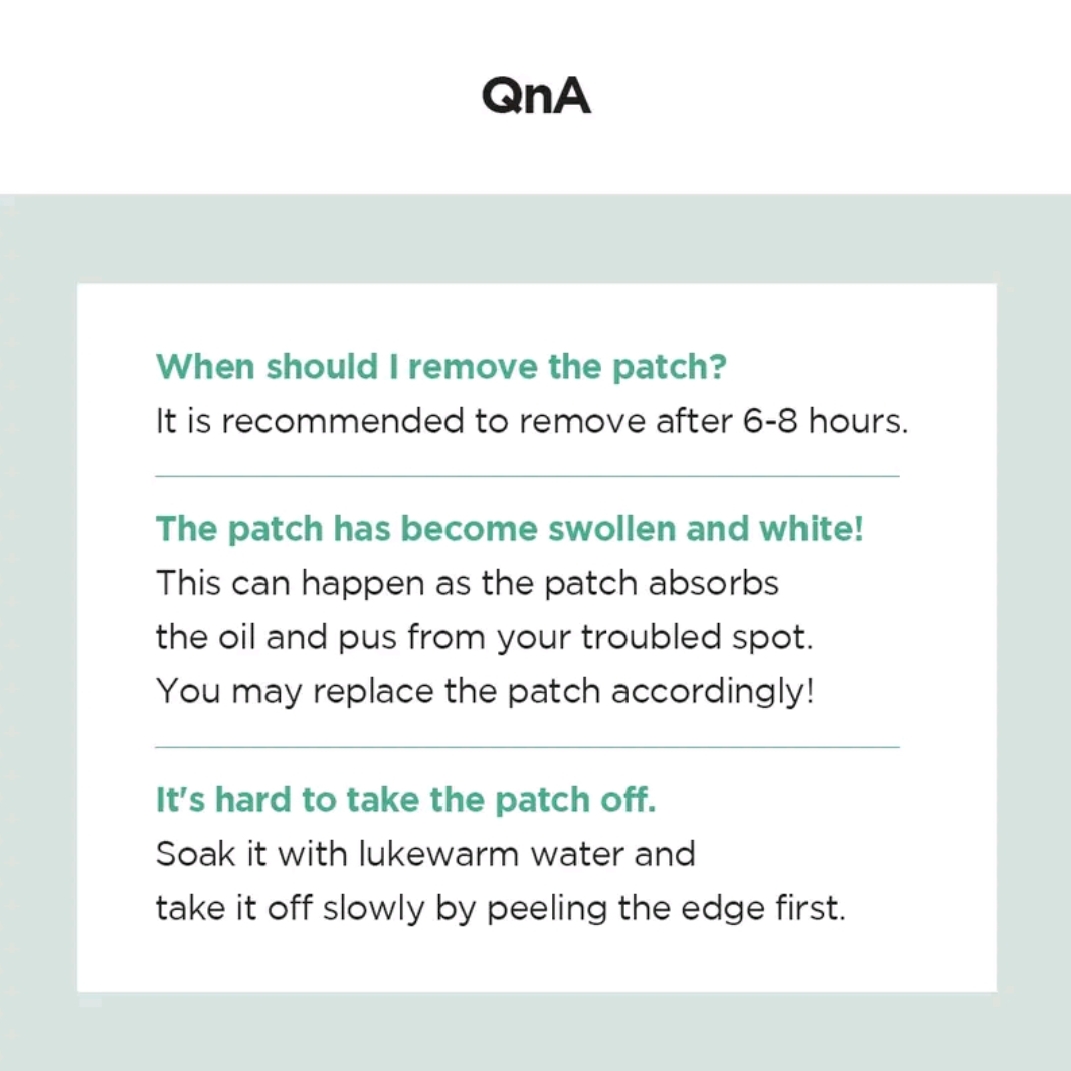 QnA
When should I remove the patch?
It is recommended to remove after 6-8 hours.
The patch has become swollen and white!
This can happen as the patch absorbs
the oil and pus from your troubled spot.
You may replace the patch accordingly!
It's hard to take the patch off.
Soak it with lukewarm water and
take it off slowly by peeling the edge first.